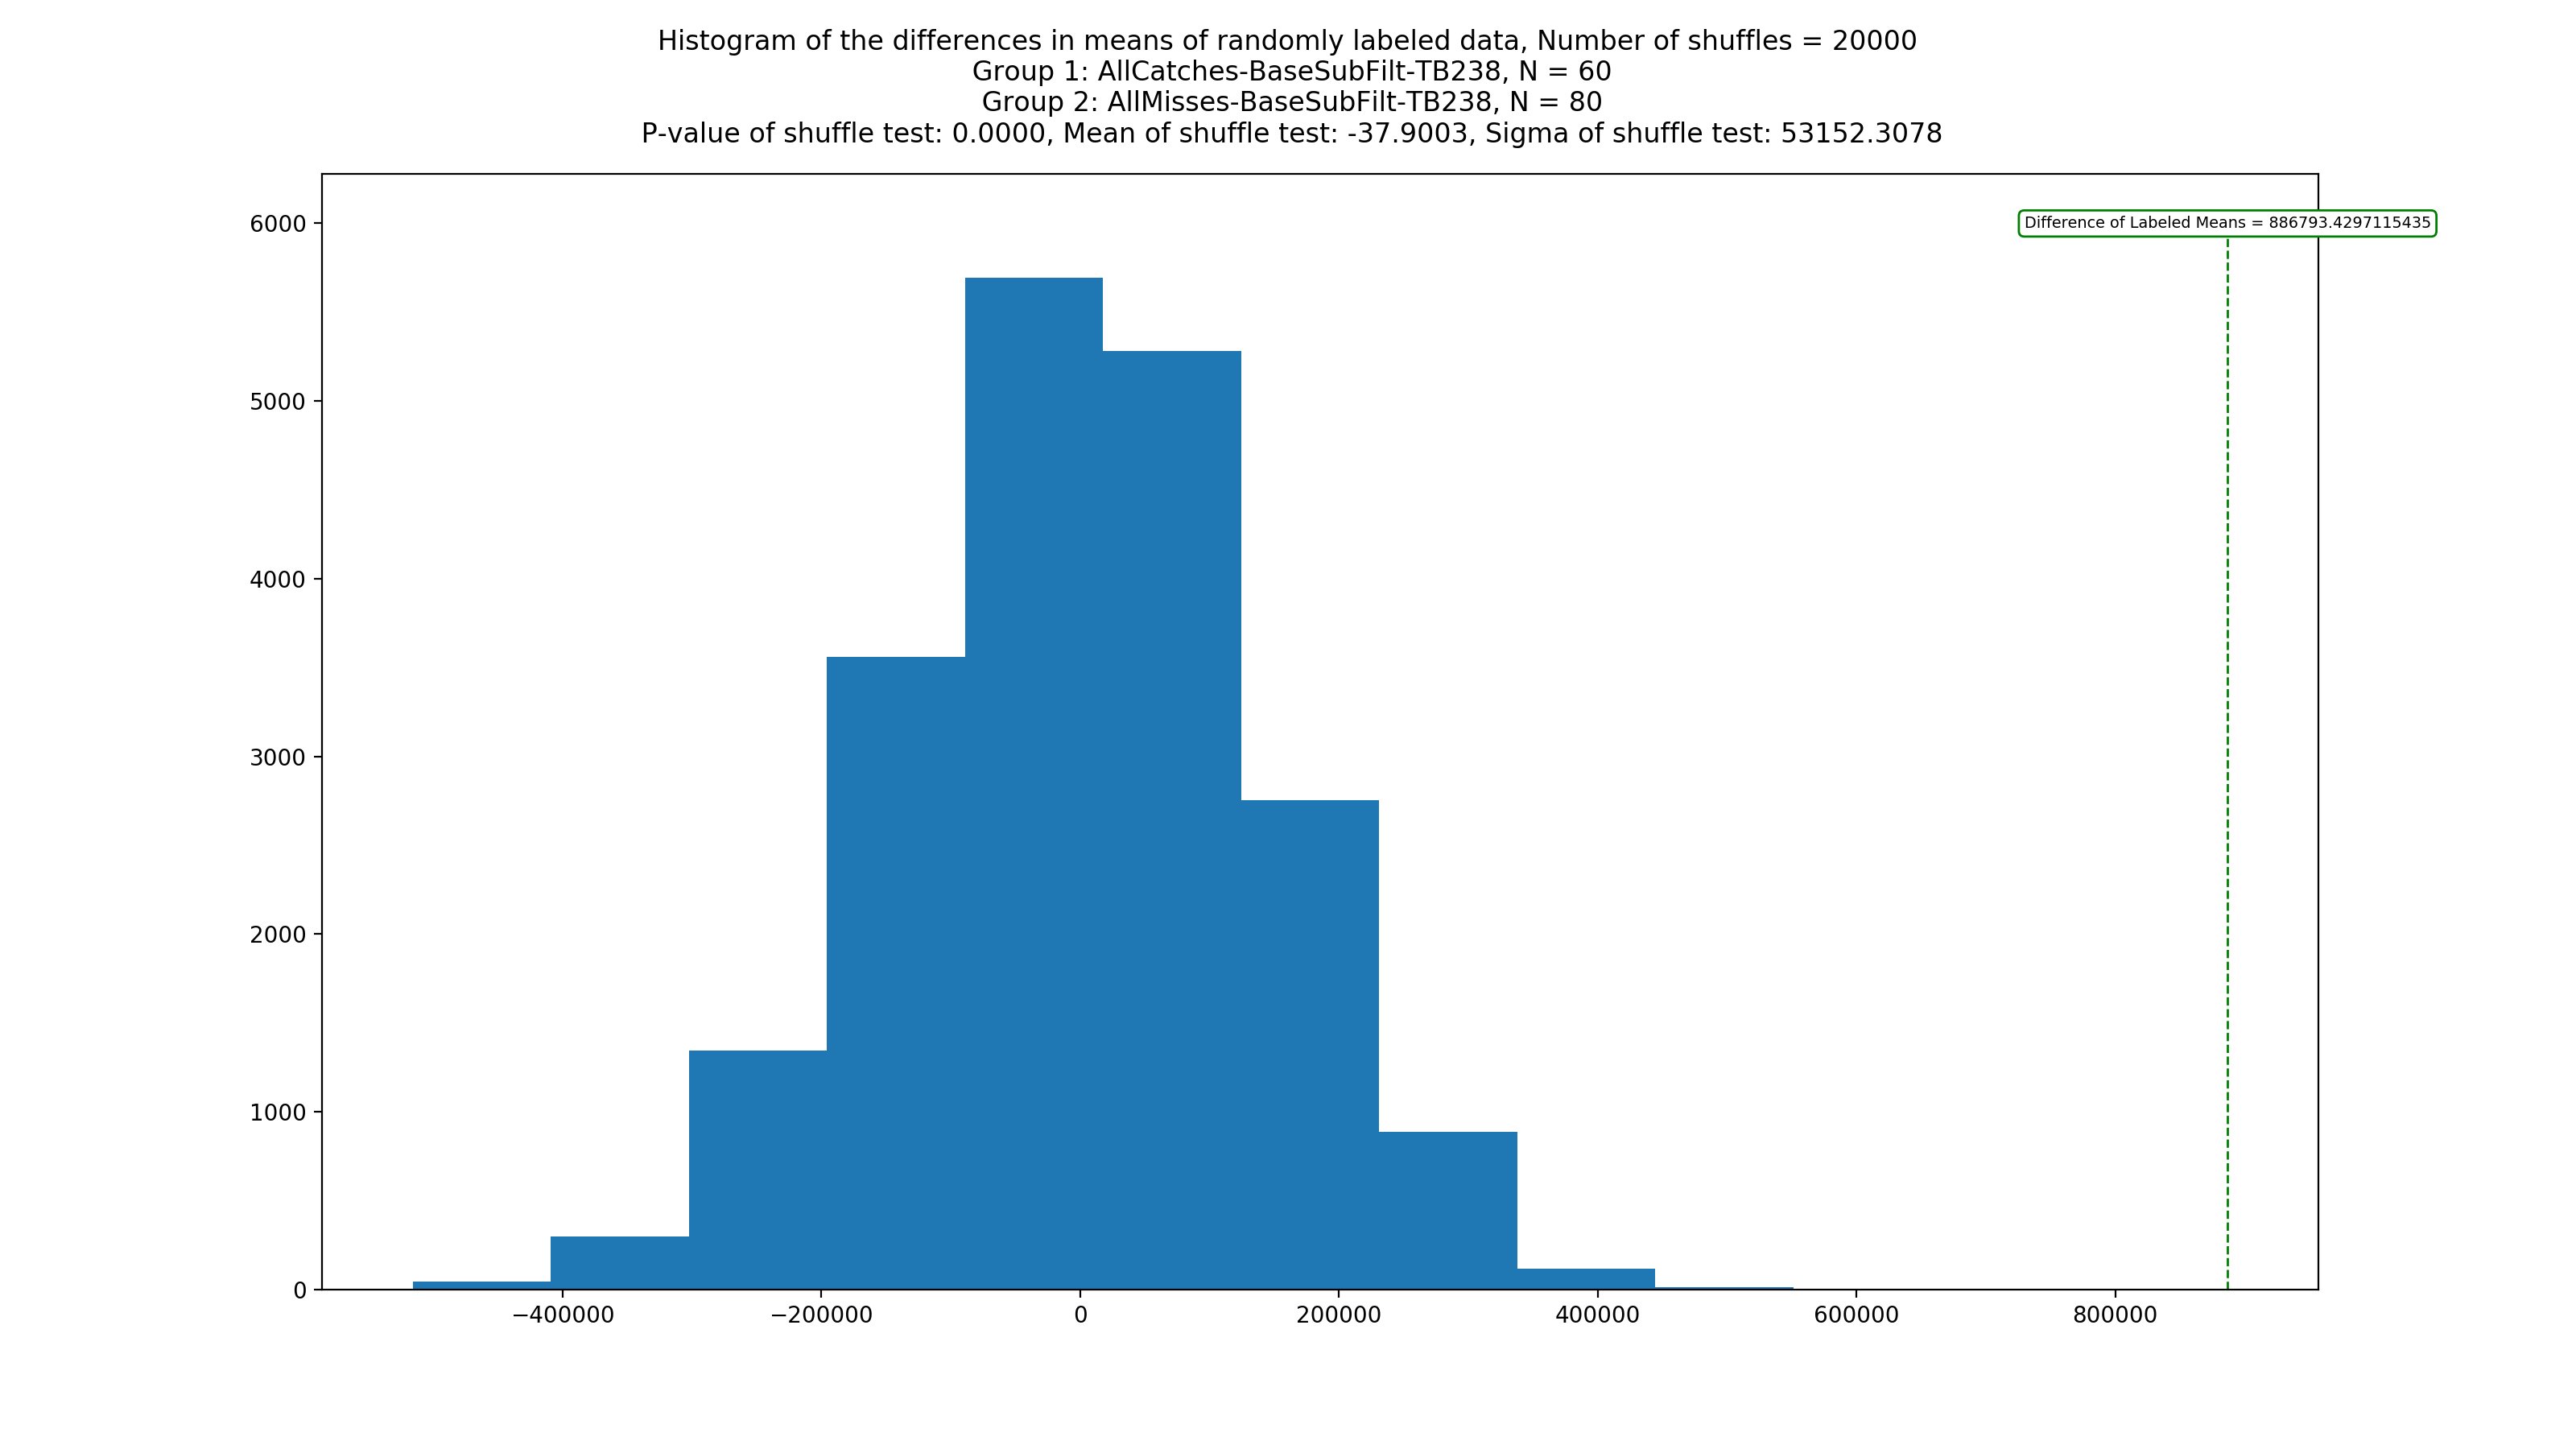 Histogram of the differences in means of randomly labeled data, Number of shuffles = 20000
Group 1: AllCatches-BaseSubFilt-TB238, N = 60
Group 2: AllMisses-BaseSubFilt-TB238, N = 80
P-value of shuffle test: 0.0000, Mean of shuffle test: -37.9003, Sigma of shuffle test: 53152.3078
Difference of Labeled Means = 886793.4297115435
6000
5000
4000
3000
2000
1000
0
−400000 −200000 0 200000 400000 600000 800000